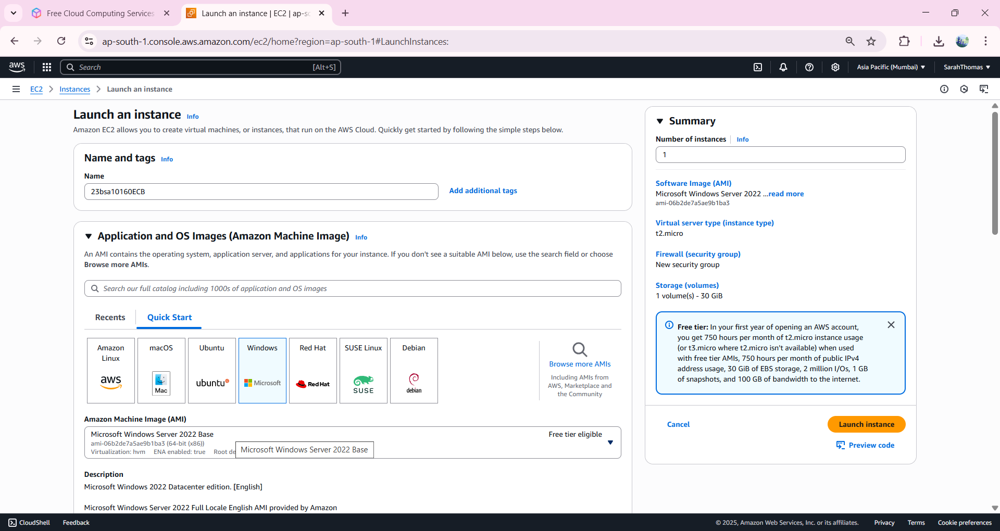 Free Cloud Computing Services
Launch an instance | EC2 | ap-sc
ap-south-1.console.aws.amazon.com/ec2/home?region=ap-south-1#LaunchInstances:
aws
Search
[Alt+S]
Asia Pacific (Mumbai)
SarahThomas
EC2
Instances
Launch an instance
Launch an instance Info
Amazon EC2 allows you to create virtual machines, or instances, that run on the AWS Cloud. Quickly get started by following the simple steps below.
Name and tags Info
Name
23bsa10160ECB
Add additional tags
Application and OS Images (Amazon Machine Image) Info
An AMI contains the operating system, application server, and applications for your instance. If you don't see a suitable AMI below, use the search field or choose
Browse more AMIs.
Search our full catalog including 1000s of application and OS images
Recents
Quick Start
Amazon
Linux
aws
macOS
Mac
Ubuntu
ubuntu
Windows
Microsoft
Red Hat
Red Hat
SUSE Linux
SUSE
Debian
debian
Browse more AMIs
Including AMIs from
AWS, Marketplace and
the Community
Amazon Machine Image (AMI)
Microsoft Windows Server 2022 Base
Free tier eligible
ami-06b2de7a5ae9b1ba3 (64-bit (x86))
Virtualization: hvm ENA enabled: true Root de
Microsoft Windows Server 2022 Base
Description
Microsoft Windows 2022 Datacenter edition. [English]
Microsoft Windows Server 2022 Full Locale English AMI provided by Amazon
Summary
Number of instances Info
1
Software Image (AMI)
Microsoft Windows Server 2022 ...read more
ami-06b2de7a5ae9b1ba3
Virtual server type (instance type)
t2.micro
Firewall (security group)
New security group
Storage (volumes)
1 volume(s) - 30 GiB
Free tier: In your first year of opening an AWS account,
you get 750 hours per month of t2.micro instance usage
(or t3.micro where t2.micro isn't available) when used
with free tier AMIs, 750 hours per month of public IPv4
address usage, 30 GiB of EBS storage, 2 million I/Os, 1 GB
of snapshots, and 100 GB of bandwidth to the internet.
Cancel
Launch instance
Preview code
CloudShell
Feedback
© 2025, Amazon Web Services, Inc. or its affiliates.
Privacy
Terms
Cookie preferences